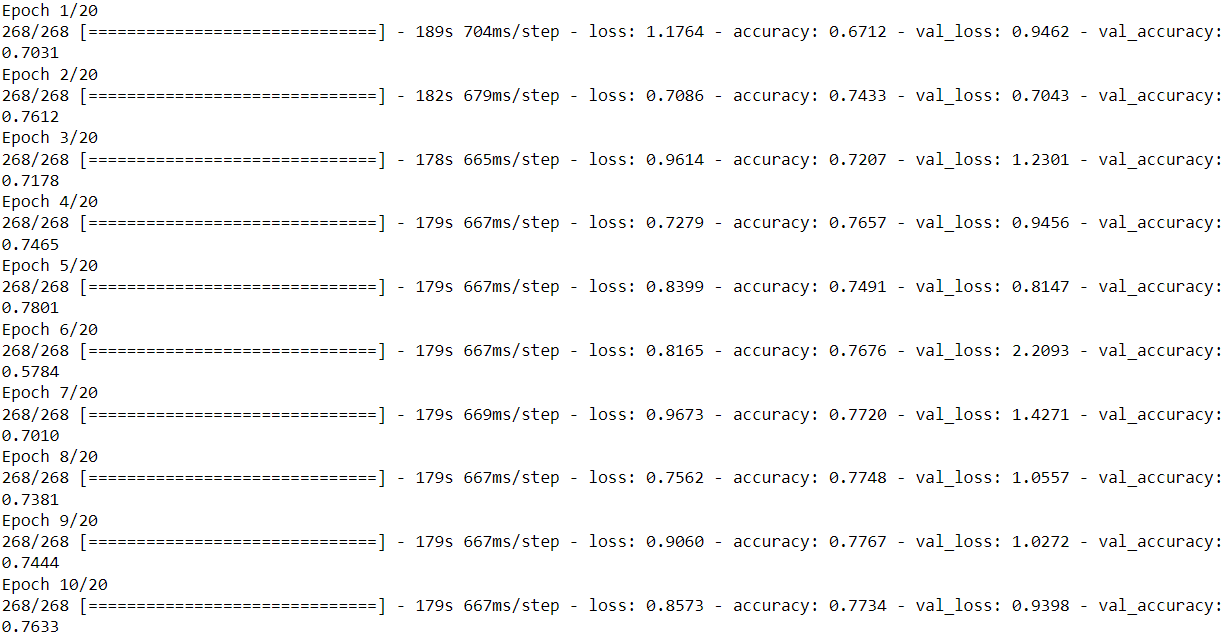 Epoch 1/20
268/268 [==============================] - 189s 704ms/step - loss: 1.1764 - accuracy: 0.6712 - val_loss: 0.9462 - val_accuracy:
0.7031
Epoch 2/20
268/268 [==============================] - 182s 679ms/step - loss: 0.7086 - accuracy: 0.7433 - val_loss: 0.7043 - val_accuracy:
0.7612
Epoch 3/20
268/268 [==============================] - 178s 665ms/step - loss: 0.9614 - accuracy: 0.7207 - val_loss: 1.2301 - val_accuracy:
0.7178
Epoch 4/20
268/268 [==============================] - 179s 667ms/step - loss: 0.7279 - accuracy: 0.7657 - val_loss: 0.9456 - val_accuracy:
0.7465
Epoch 5/20
268/268 [==============================] - 179s 667ms/step - loss: 0.8399 - accuracy: 0.7491 - val_loss: 0.8147 - val_accuracy:
0.7801
Epoch 6/20
268/268 [==============================] - 179s 667ms/step - loss: 0.8165 - accuracy: 0.7676 - val_loss: 2.2093 - val_accuracy:
0.5784
Epoch 7/20
268/268 [==============================] - 179s 669ms/step - loss: 0.9673 - accuracy: 0.7720 - val_loss: 1.4271 - val_accuracy:
0.7010
Epoch 8/20
268/268 [==============================] - 179s 667ms/step - loss: 0.7562 - accuracy: 0.7748 - val_loss: 1.0557 - val_accuracy:
0.7381
Epoch 9/20
268/268 [==============================] - 179s 667ms/step - loss: 0.9060 - accuracy: 0.7767 - val_loss: 1.0272 - val_accuracy:
0.7444
Epoch 10/20
268/268 [==============================] - 179s 667ms/step - loss: 0.8573 - accuracy: 0.7734 - val_loss: 0.9398 - val_accuracy:
0.7633